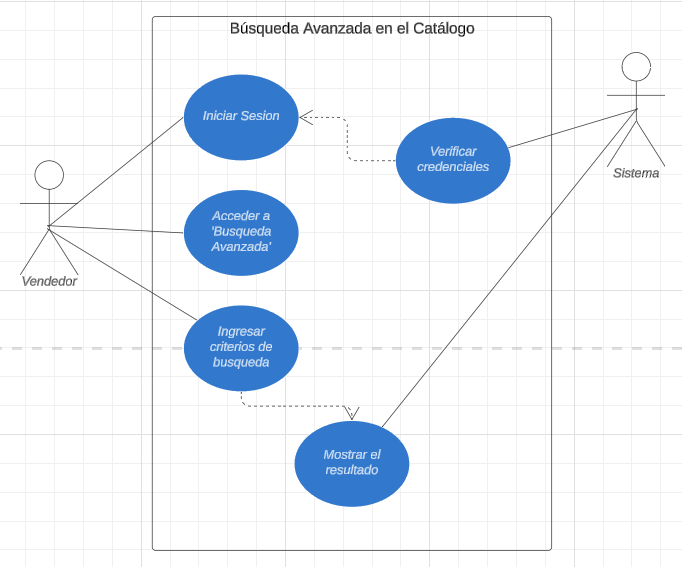 Búsqueda Avanzada en el Catálogo
Iniciar Sesion
Verificar
credenciales
Sistema
Acceder a
'Busqueda
Avanzada'
Vendedor
Ingresar
criterios de
busqueda
Mostrar el
resultado